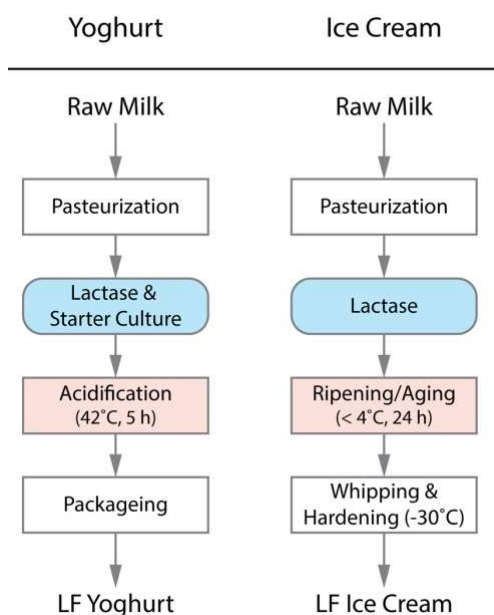 Yoghurt
Ice Cream
Raw Milk
Raw Milk
Pasteurization
Pasteurization
Lactase &
Starter Culture
Lactase
Acidification
(42˚C, 5 h)
Ripening/Aging
(< 4˚C, 24 h)
Packageing
Whipping &
Hardening (-30˚C)
LF Yoghurt
LF Ice Cream